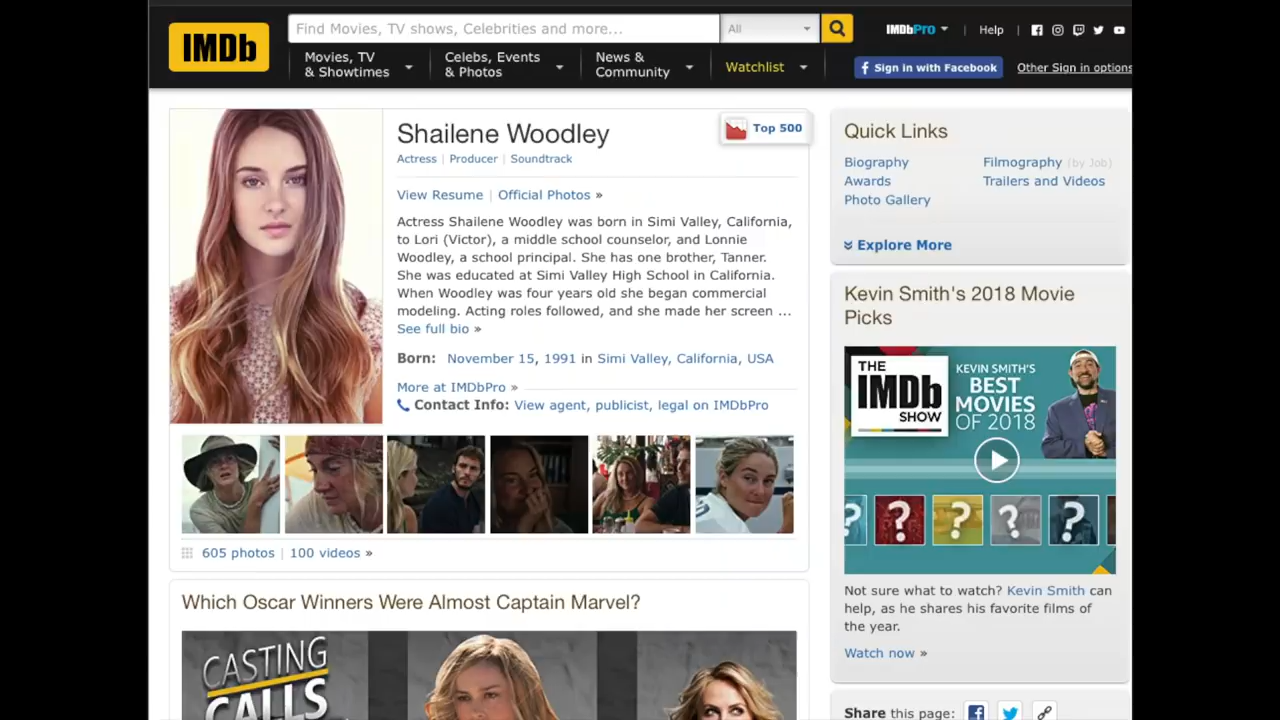 IMDb
Find Movies, TV shows, Celebrities and more...
All
IMDbPro
Help
Movies, TV
& Showtimes
Celebs, Events
& Photos
News &
Community
Watchlist
f Sign in with Facebook
Other Sign in options
Shailene Woodley
Top 500
Actress | Producer | Soundtrack
View Resume | Official Photos »
Actress Shailene Woodley was born in Simi Valley, California,
to Lori (Victor), a middle school counselor, and Lonnie
Woodley, a school principal. She has one brother, Tanner.
She was educated at Simi Valley High School in California.
When Woodley was four years old she began commercial
modeling. Acting roles followed, and she made her screen ...
See full bio »
Born: November 15, 1991 in Simi Valley, California, USA
More at IMDbPro »
Contact Info: View agent, publicist, legal on IMDbPro
605 photos | 100 videos »
Which Oscar Winners Were Almost Captain Marvel?
CASTING
CALLS
Quick Links
Biography
Awards
Photo Gallery
Filmography (by Job)
Trailers and Videos
Explore More
Kevin Smith's 2018 Movie
Picks
THE
IMDb
SHOW
KEVIN SMITH'S
BEST
MOVIES
OF 2018
? ? ? ? ?
Not sure what to watch? Kevin Smith can
help, as he shares his favorite films of
the year.
Watch now »
Share this page: